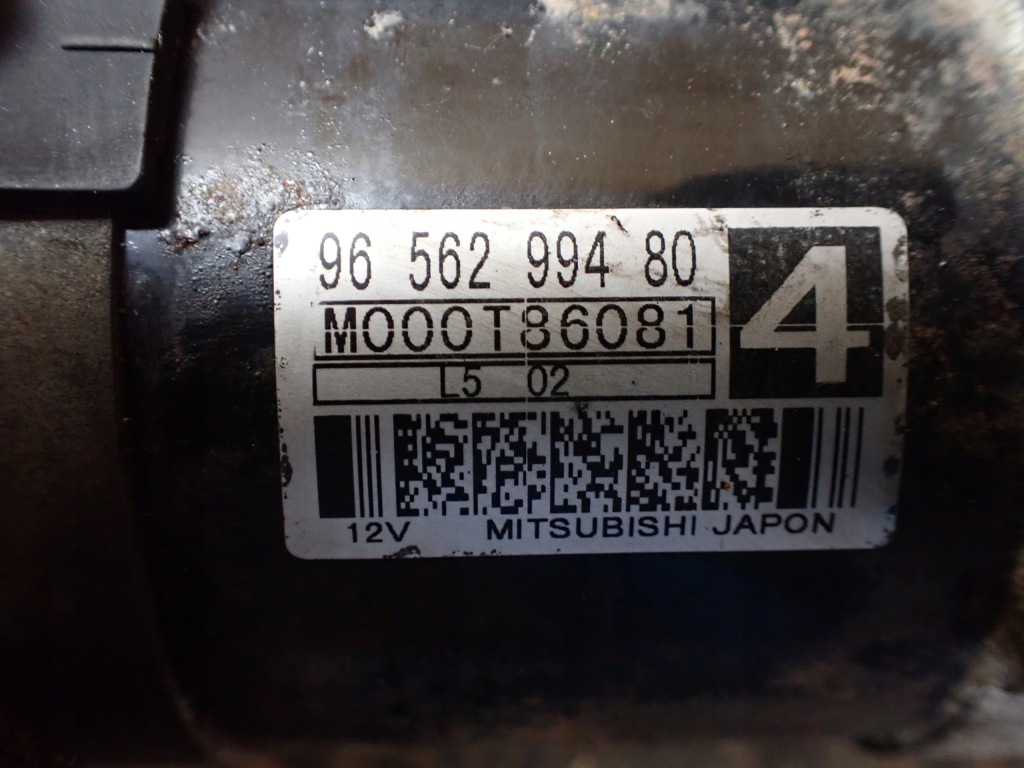 96 562 994 80
4
M000T86081
L5 02
12V MITSUBISHI JAPON